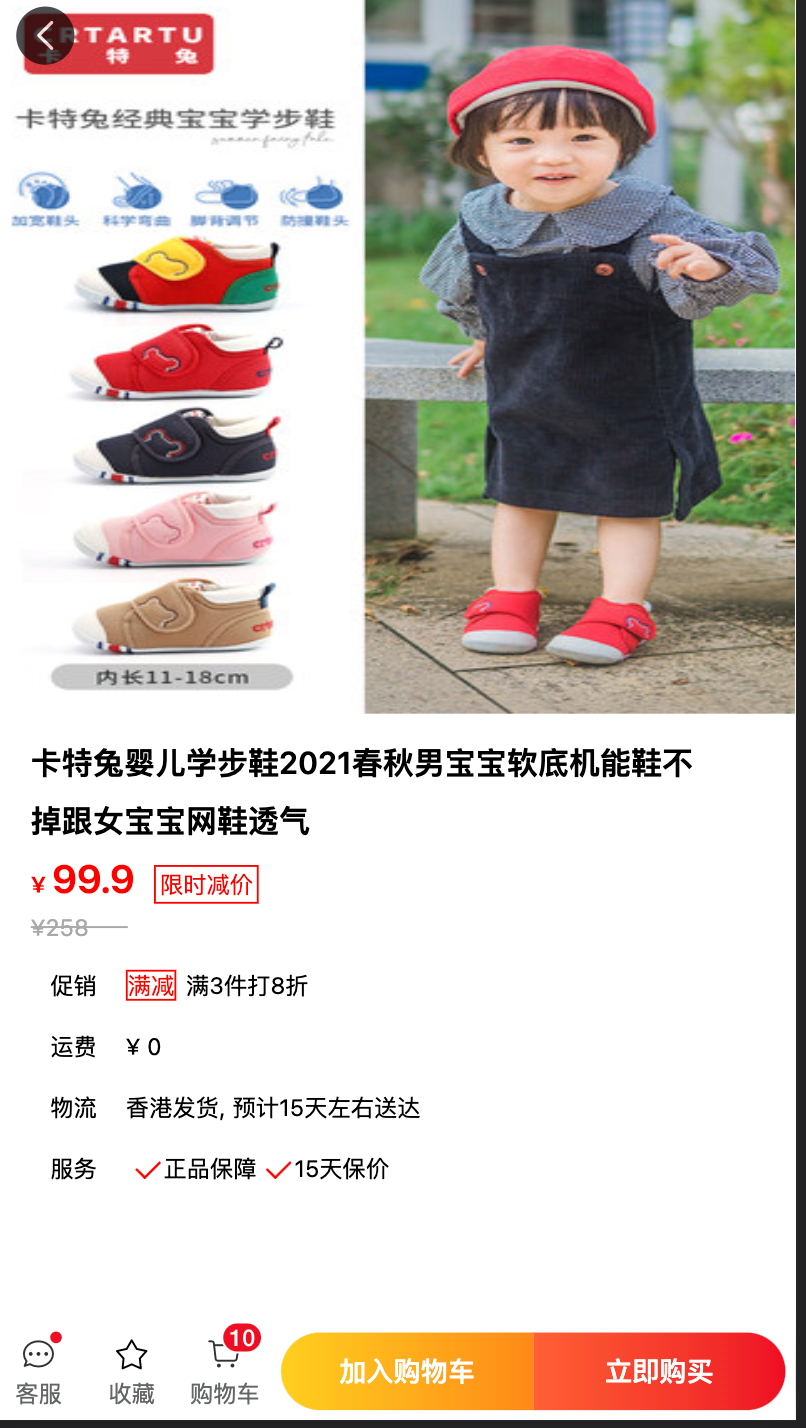 RTARTU
卡 特 兔
卡特兔经典宝宝学步鞋
加宽鞋头 科学弯曲 脚背调节 防撞鞋头
内长11-18cm
卡特兔婴儿学步鞋2021春秋男宝宝软底机能鞋不
掉跟女宝宝网鞋透气
¥ 99.9 限时减价
¥258
促销 满减 满3件打8折
运费 ¥ 0
物流 香港发货, 预计15天左右送达
服务 正品保障 15天保价
10
客服 收藏 购物车 加入购物车 立即购买